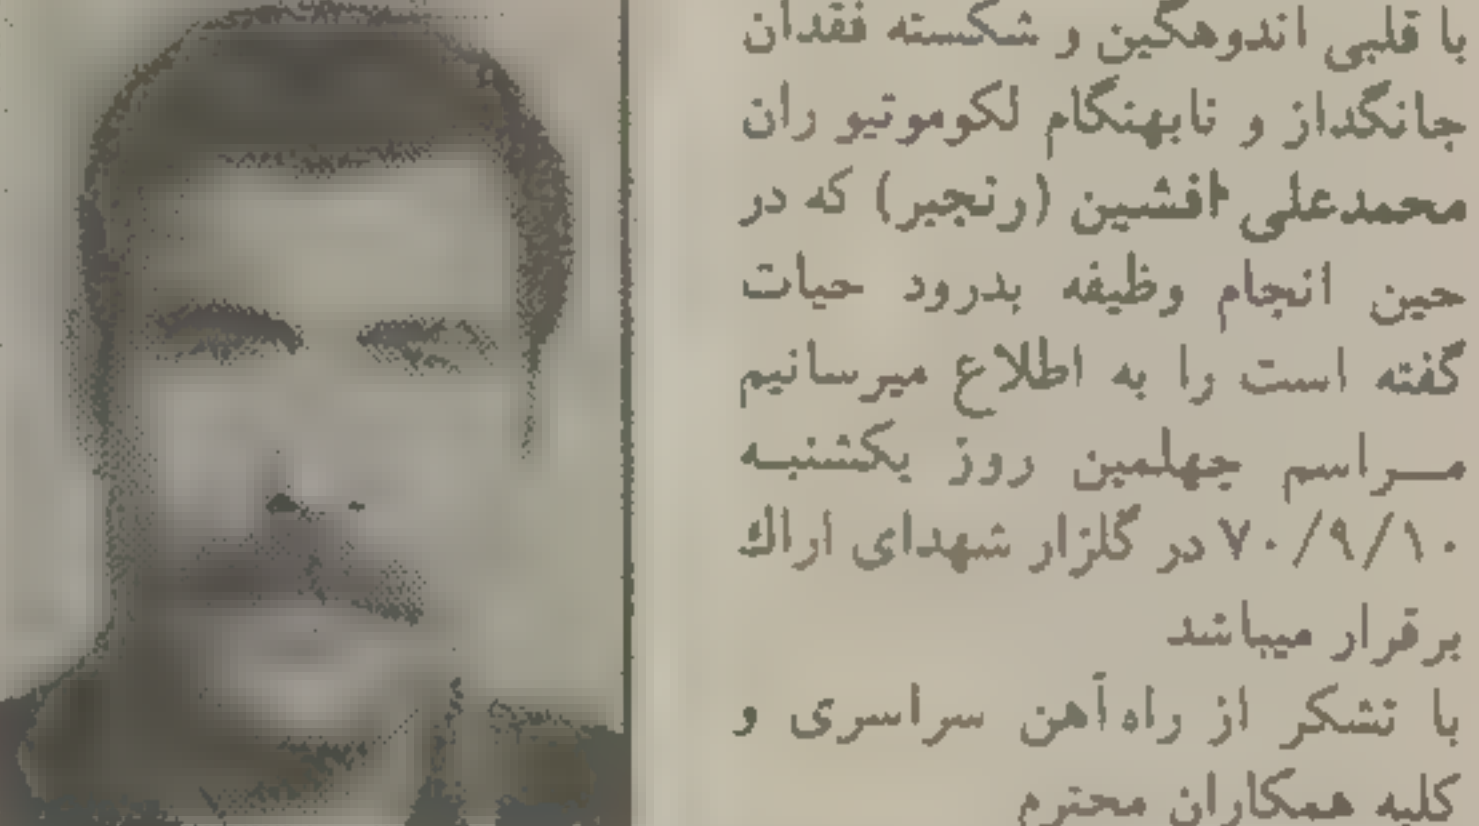 با قلبی اندوهگین و شکسته فقدان
جانگداز و نابهنگام لکوموتیو ران
محمدعلی افشین (رنجبر) که در
حین انجام وظیفه بدرود حیات
گفته است را به اطلاع میرسانیم
مراسم چهلمین روز یکشنبه
۷۰/۹/۱۰ در گلزار شهدای اراك
برقرار میباشد
با تشکر از راه‌آهن سراسری و
کلیه همکاران محترم